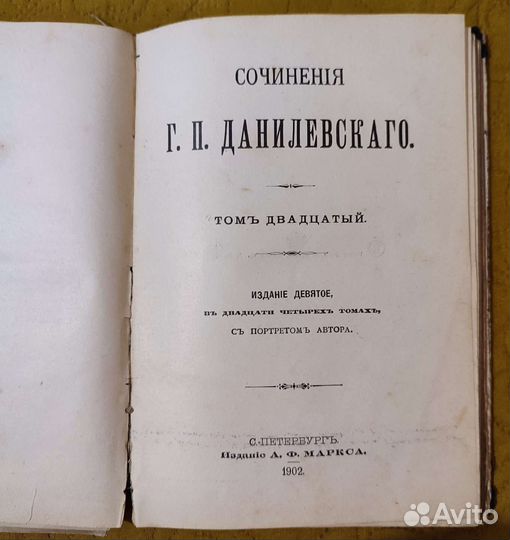 СОЧИНЕНІЯ
Г. П. ДАНИЛЕВСКАГО.
ТОМЪ ДВАДЦАТЫЙ.
ИЗДАНІЕ ДЕВЯТОЕ,
ВЪ ДВАДЦАТИ ЧЕТЫРЕХЪ ТОМАХЪ,
СЪ ПОРТРЕТОМЪ АВТОРА.
С.-ПЕТЕРБУРГЪ.
Изданіе А. Ф. МАРКСА.
1902.
Avito